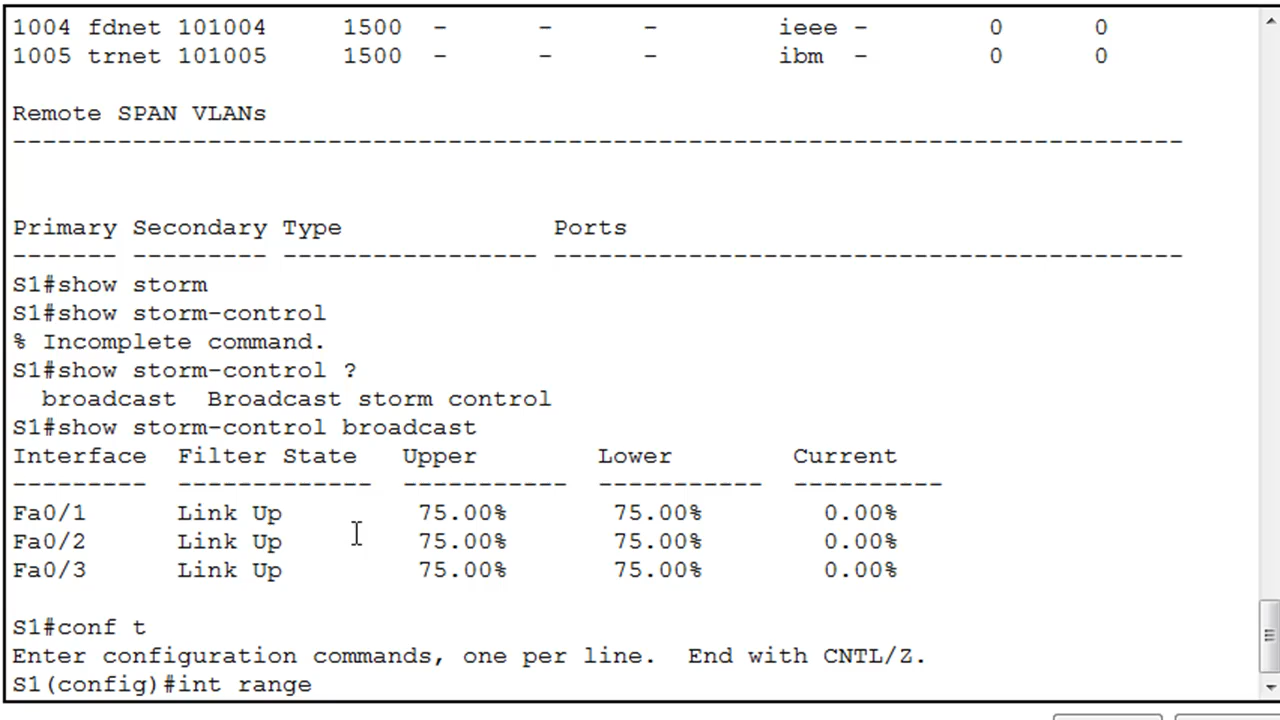 1004 fdnet 101004     1500  -      -      -        ieee -        0      0
1005 trnet 101005     1500  -      -      -        ibm  -        0      0
Remote SPAN VLANs
------------------------------------------------------------------------------
Primary Secondary Type              Ports
------- --------- ----------------- ------------------------------------------
S1#show storm
S1#show storm-control
% Incomplete command.
S1#show storm-control ?
  broadcast  Broadcast storm control
S1#show storm-control broadcast
Interface  Filter State   Upper        Lower        Current
---------  -------------  -----------  -----------  ----------
Fa0/1      Link Up         75.00%       75.00%        0.00%
Fa0/2      Link Up         75.00%       75.00%        0.00%
Fa0/3      Link Up         75.00%       75.00%        0.00%
S1#conf t
Enter configuration commands, one per line.  End with CNTL/Z.
S1(config)#int range